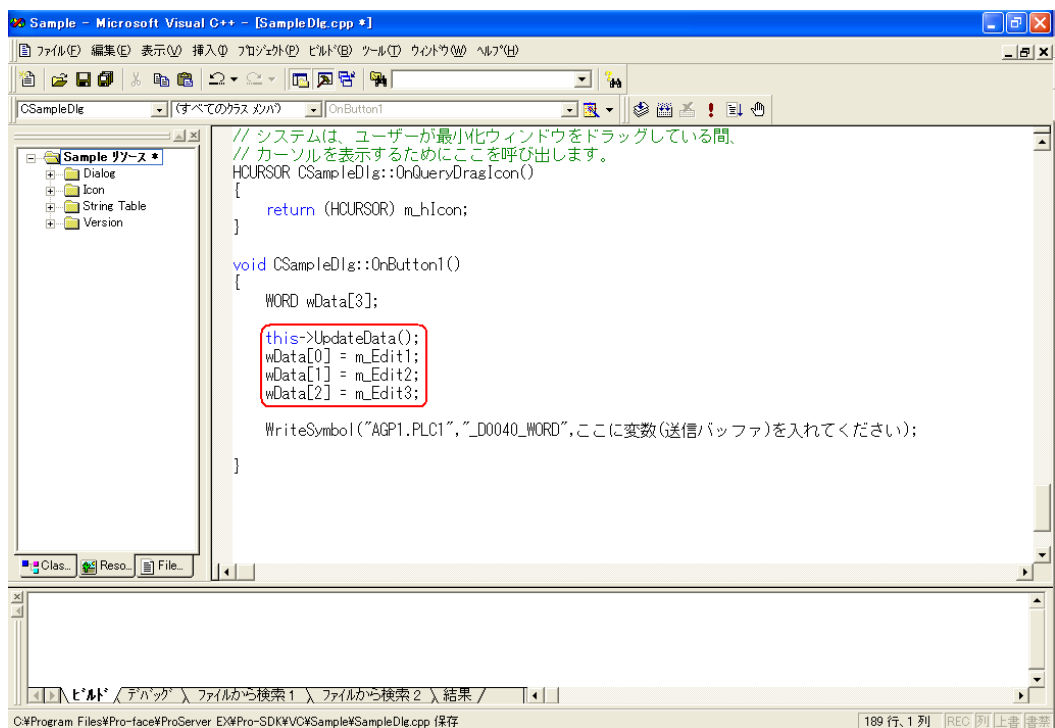 Sample - Microsoft Visual C++ - [SampleDlg.cpp *]
ファイル(F) 編集(E) 表示(V) 挿入(I) プロジェクト(P) ビルド(B) ツール(T) ウィンドウ(W) ヘルプ(H)
CSampleDlg (すべてのクラス メンバ) OnButton1
Sample リソース *
Dialog
Icon
String Table
Version
// システムは、ユーザーが最小化ウィンドウをドラッグしている間、
// カーソルを表示するためにここを呼び出します。
HCURSOR CSampleDlg::OnQueryDragIcon()
{
return (HCURSOR) m_hIcon;
}
void CSampleDlg::OnButton1()
{
WORD wData[3];
this->UpdateData();
wData[0] = m_Edit1;
wData[1] = m_Edit2;
wData[2] = m_Edit3;
WriteSymbol("AGP1.PLC1","_D0040_WORD",ここに変数(送信バッファ)を入れてください);
}
Clas... Reso... File...
ビルド デバッグ ファイルから検索 1 ファイルから検索 2 結果
C:¥Program Files¥Pro-face¥ProServer EX¥Pro-SDK¥VC¥Sample¥SampleDlg.cpp 保存 189 行、1 列 REC 列 上書 書禁